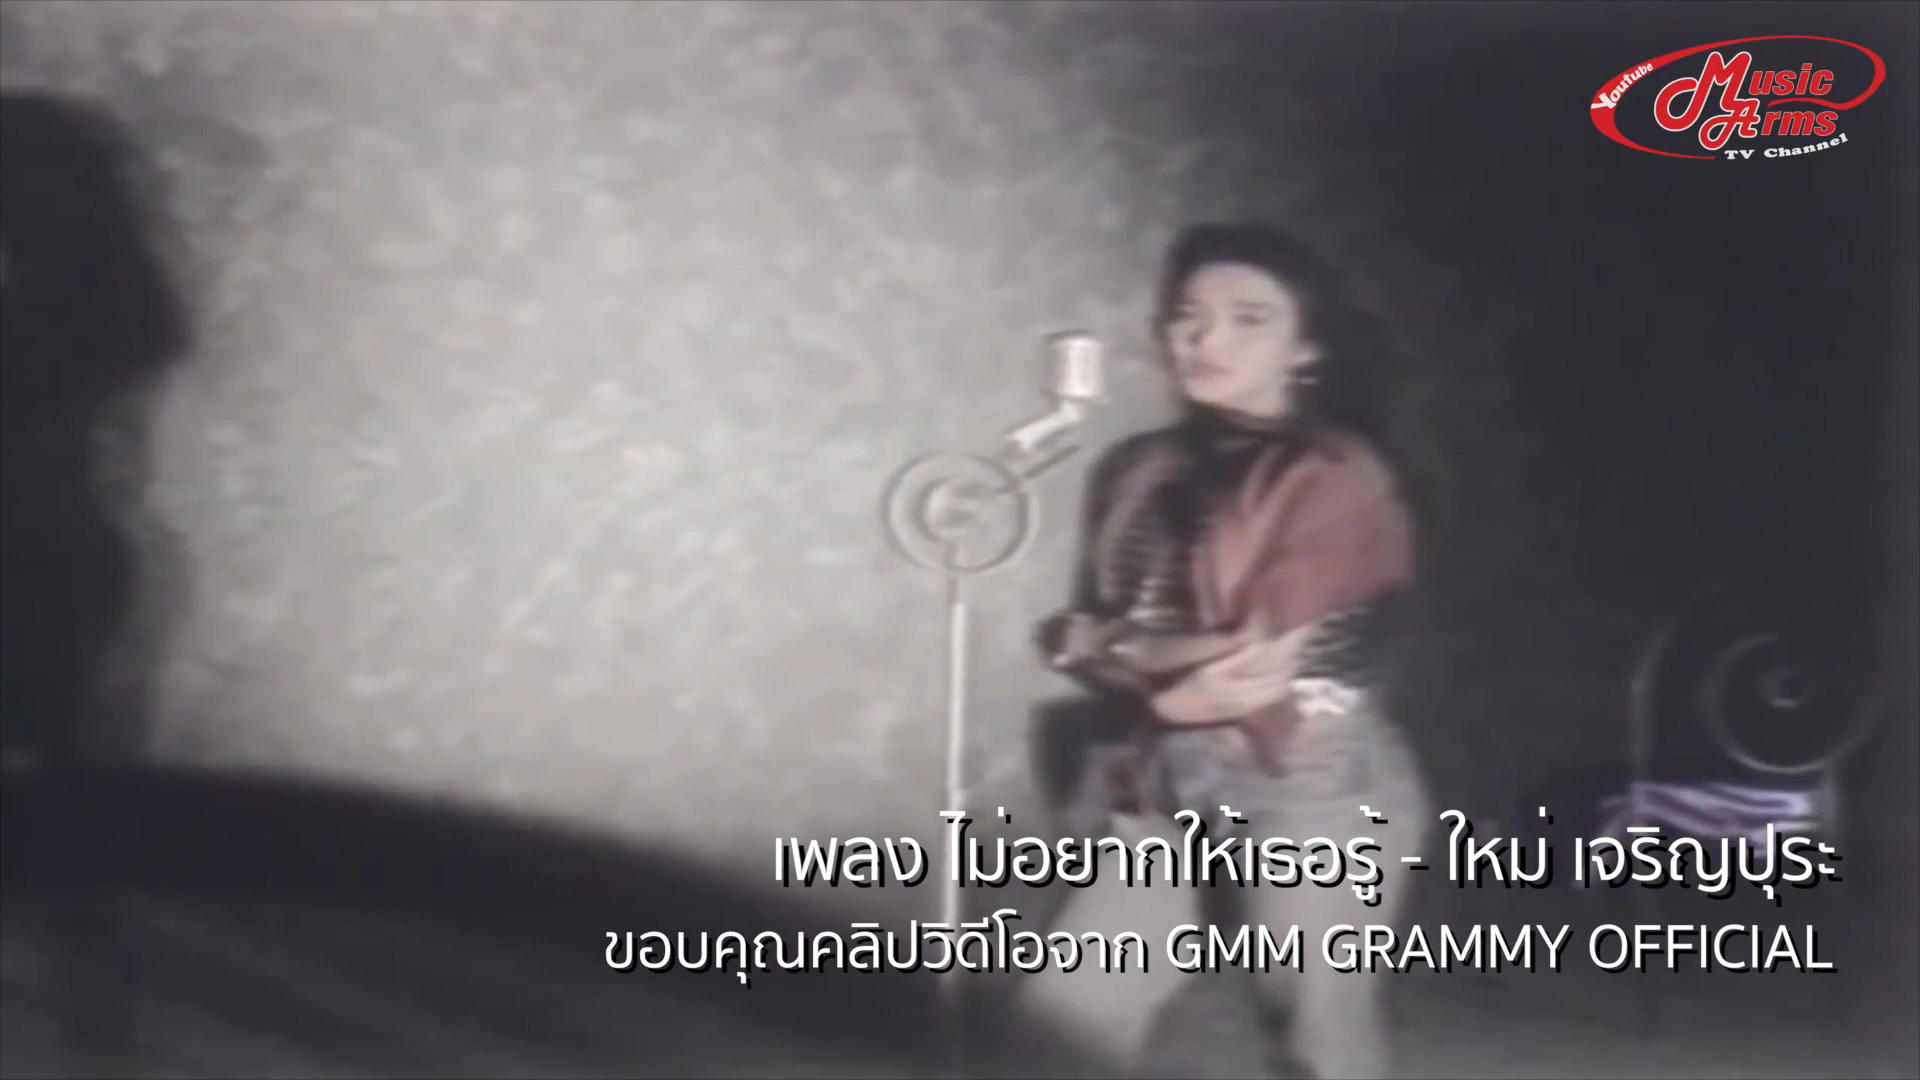 Youtube
Music
Arms
TV Channel
เพลง ไม่อยากให้เธอรู้ - ใหม่ เจริญปุระ
ขอบคุณคลิปวิดีโอจาก GMM GRAMMY OFFICIAL